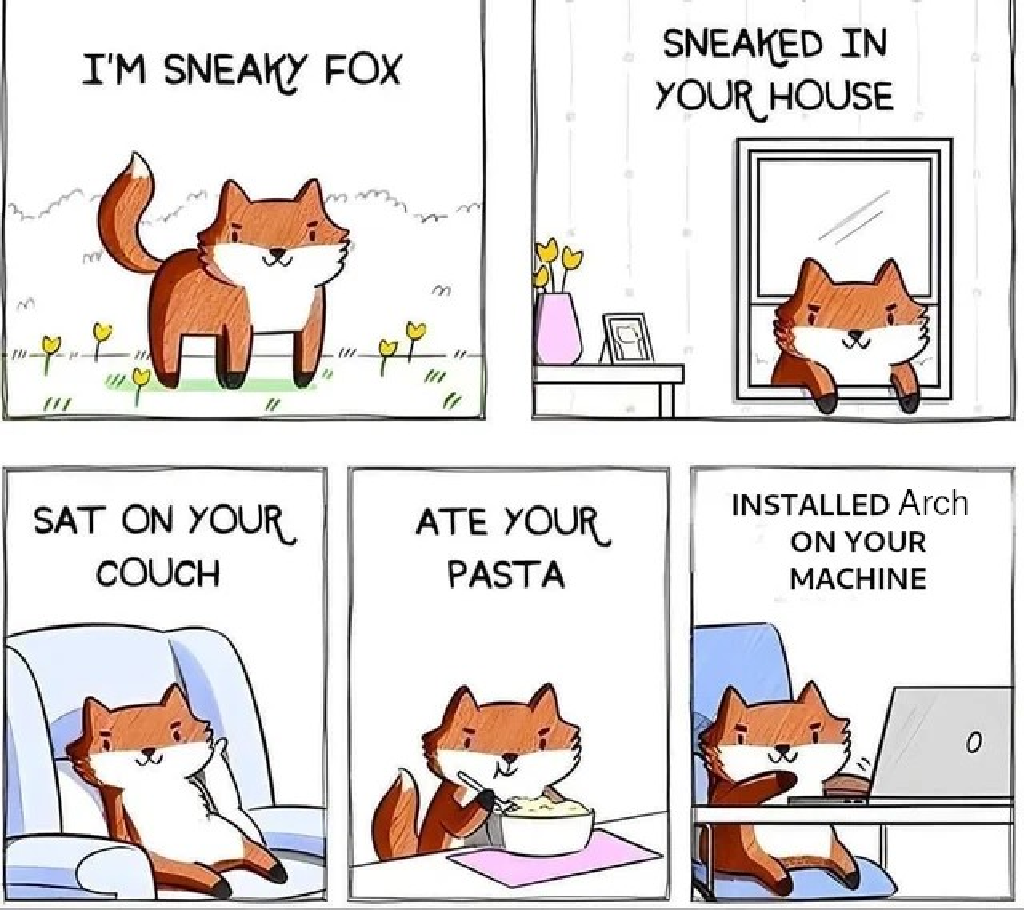 I'M SNEAKY FOX
SNEAKED IN
YOUR HOUSE
SAT ON YOUR
COUCH
ATE YOUR
PASTA
INSTALLED Arch
ON YOUR
MACHINE